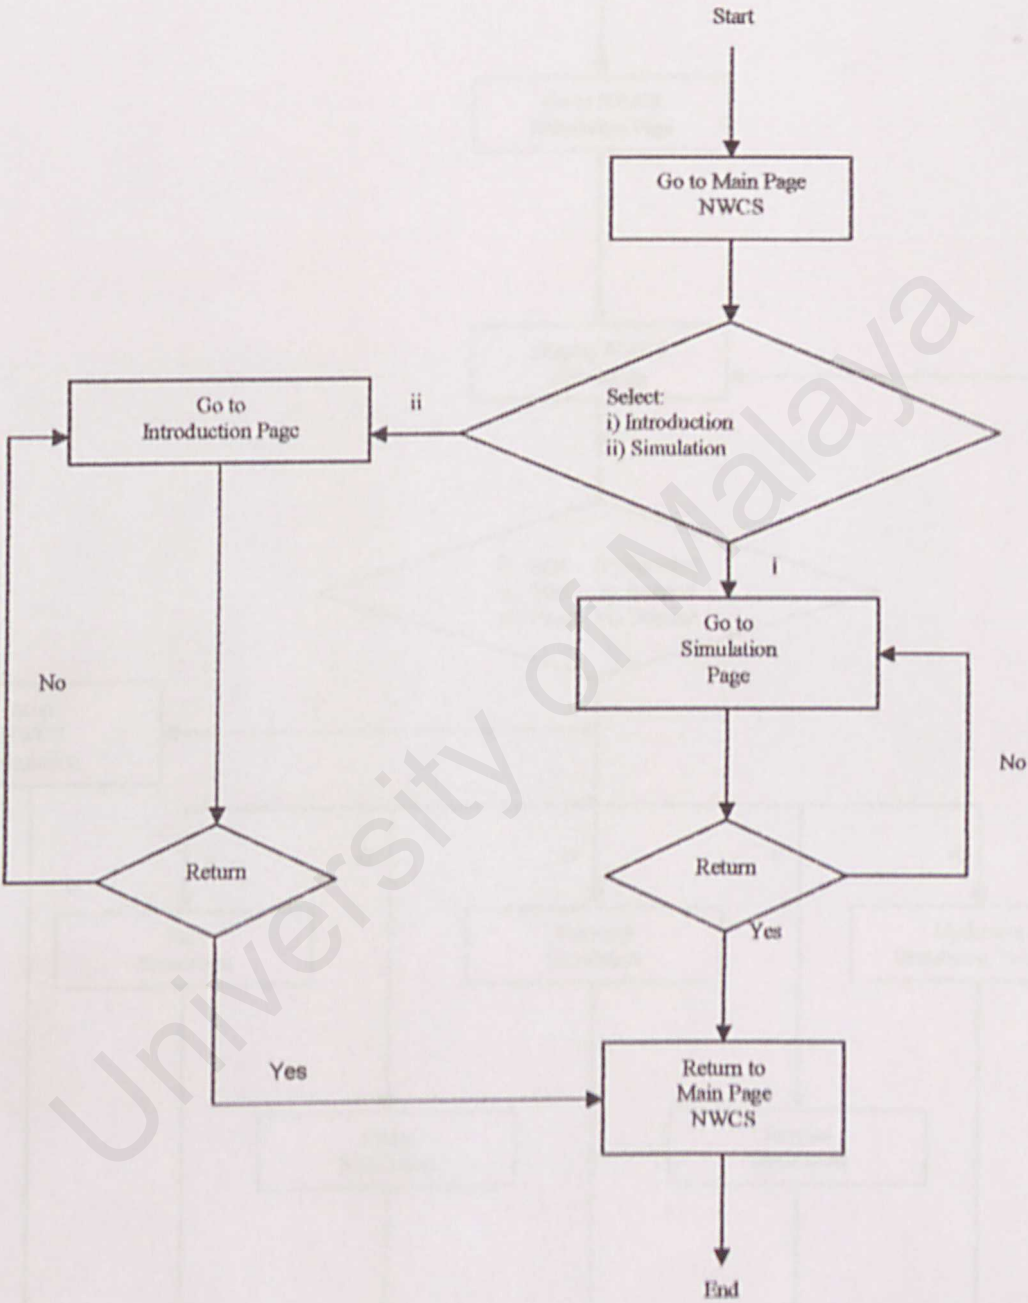 Start
Go to Main Page
NWCS
Select:
i) Introduction
ii) Simulation
ii
Go to
Introduction Page
i
Go to
Simulation
Page
No
No
Return
Return
Yes
Yes
Return to
Main Page
NWCS
End
University of Malaya